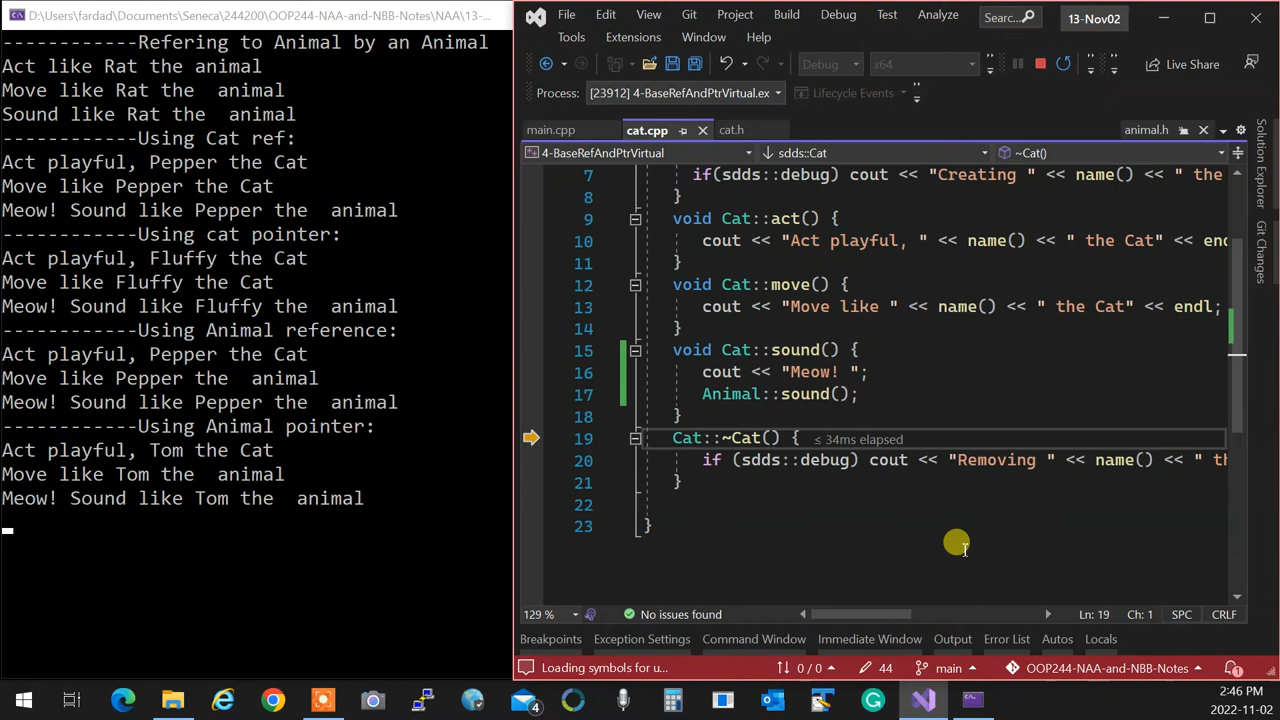 D:\Users\fardad\Documents\Seneca\244200\OOP244-NAA-and-NBB-Notes\NAA\13-...
------------Refering to Animal by an Animal
Act like Rat the animal
Move like Rat the  animal
Sound like Rat the  animal
------------Using Cat ref:
Act playful, Pepper the Cat
Move like Pepper the Cat
Meow! Sound like Pepper the  animal
------------Using cat pointer:
Act playful, Fluffy the Cat
Move like Fluffy the Cat
Meow! Sound like Fluffy the  animal
------------Using Animal reference:
Act playful, Pepper the Cat
Move like Pepper the  animal
Meow! Sound like Pepper the  animal
------------Using Animal pointer:
Act playful, Tom the Cat
Move like Tom the  animal
Meow! Sound like Tom the  animal
File Edit View Git Project Build Debug Test Analyze Searc... 13-Nov02
Tools Extensions Window Help
Debug x64 Live Share
Process: [23912] 4-BaseRefAndPtrVirtual.ex Lifecycle Events
main.cpp cat.cpp cat.h animal.h
4-BaseRefAndPtrVirtual sdds::Cat ~Cat()
7 if(sdds::debug) cout << "Creating " << name() << " the
8 }
9 void Cat::act() {
10 cout << "Act playful, " << name() << " the Cat" << en
11 }
12 void Cat::move() {
13 cout << "Move like " << name() << " the Cat" << endl;
14 }
15 void Cat::sound() {
16 cout << "Meow! ";
17 Animal::sound();
18 }
19 Cat::~Cat() { ≤ 34ms elapsed
20 if (sdds::debug) cout << "Removing " << name() << " th
21 }
22
23 }
Solution Explorer
Git Changes
129 % No issues found Ln: 19 Ch: 1 SPC CRLF
Breakpoints Exception Settings Command Window Immediate Window Output Error List Autos Locals
Loading symbols for u... 0 / 0 44 main OOP244-NAA-and-NBB-Notes 1
4
2:46 PM
2022-11-02